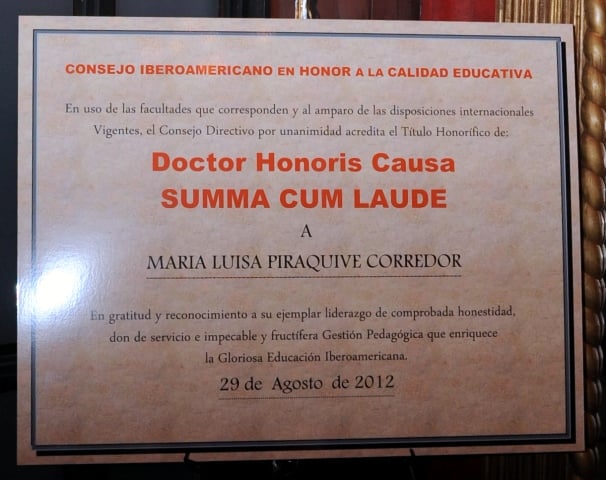 CONSEJO IBEROAMERICANO EN HONOR A LA CALIDAD EDUCATIVA
En uso de las facultades que corresponden y al amparo de las disposiciones internacionales
Vigentes, el Consejo Directivo por unanimidad acredita el Título Honorífico de:
Doctor Honoris Causa
SUMMA CUM LAUDE
A
MARIA LUISA PIRAQUIVE CORREDOR
En gratitud y reconocimiento a su ejemplar liderazgo de comprobada honestidad,
don de servicio e impecable y fructífera Gestión Pedagógica que enriquece
la Gloriosa Educación Iberoamericana.
29 de Agosto de 2012